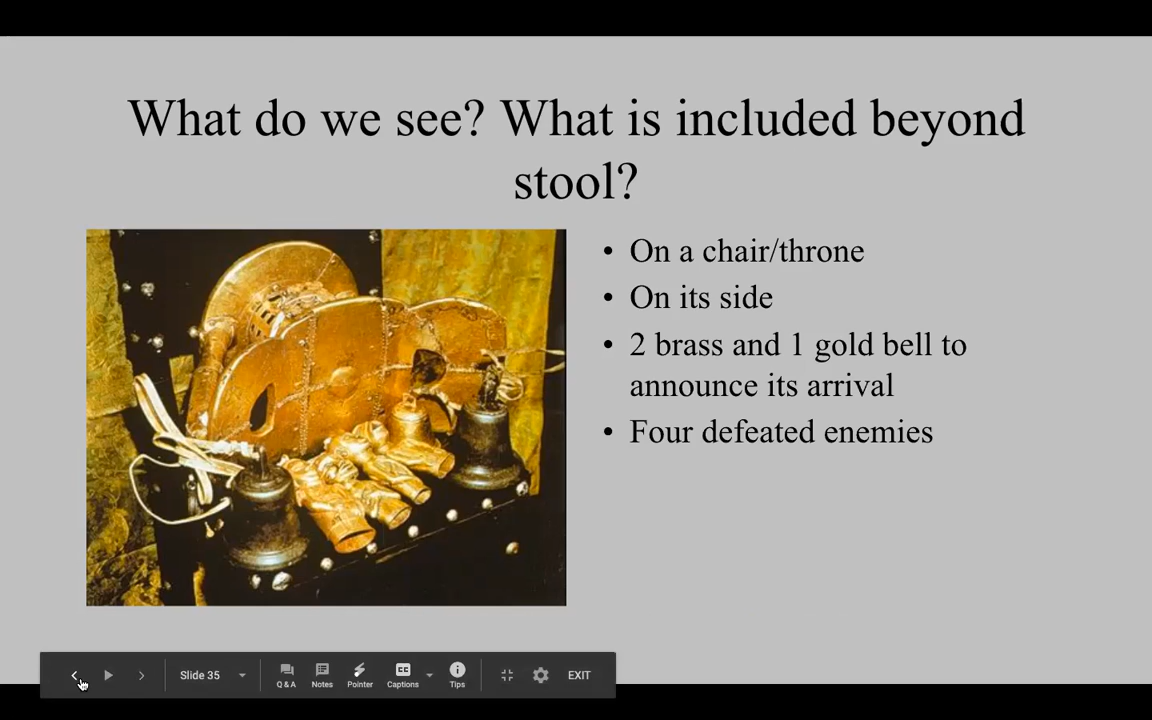 What do we see? What is included beyond
stool?
• On a chair/throne
• On its side
• 2 brass and 1 gold bell to
announce its arrival
• Four defeated enemies
Slide 35
Q & A
Notes
Pointer
CC
Captions
Tips
EXIT